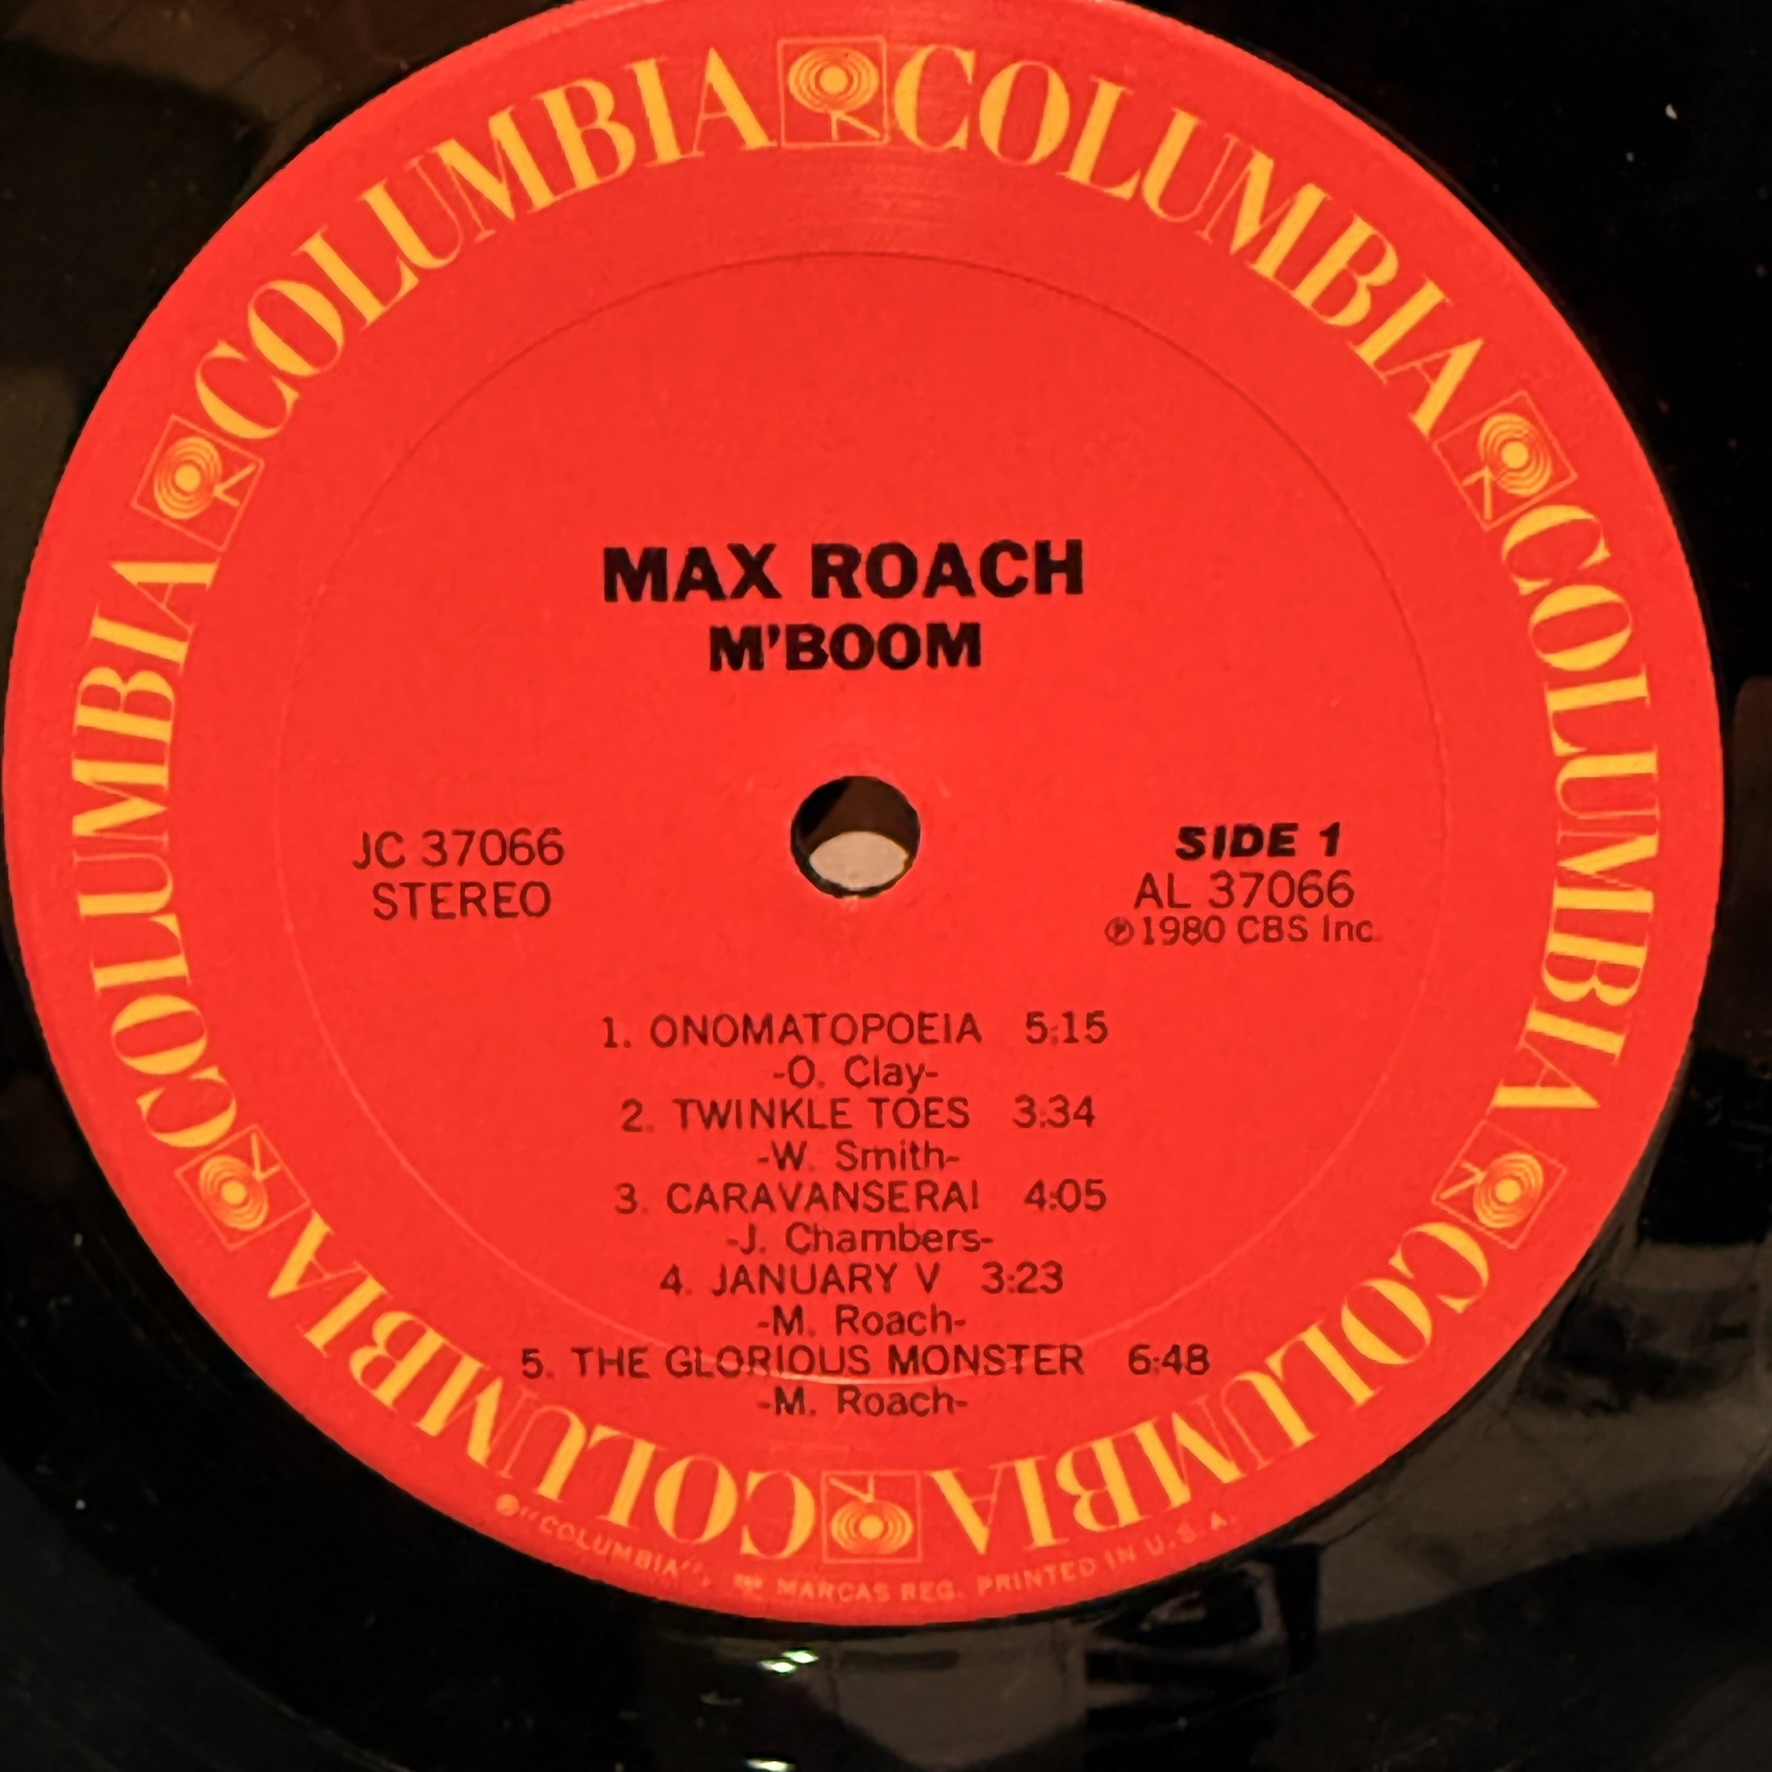 COLUMBIA COLUMBIA COLUMBIA COLUMBIA COLUMBIA COLUMBIA
MAX ROACH
M'BOOM
JC 37066
STEREO
SIDE 1
AL 37066
℗1980 CBS Inc.
1. ONOMATOPOEIA 5:15
-O. Clay-
2. TWINKLE TOES 3:34
-W. Smith-
3. CARAVANSERAI 4:05
-J. Chambers-
4. JANUARY V 3:23
-M. Roach-
5. THE GLORIOUS MONSTER 6:48
-M. Roach-
"COLUMBIA", MARCAS REG. PRINTED IN U.S.A.